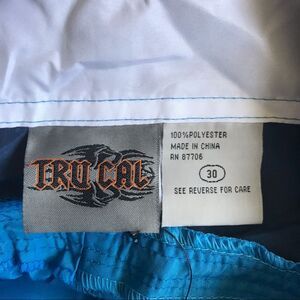 TRU CAL
100% POLYESTER
MADE IN CHINA
RN 87706
30
SEE REVERSE FOR CARE